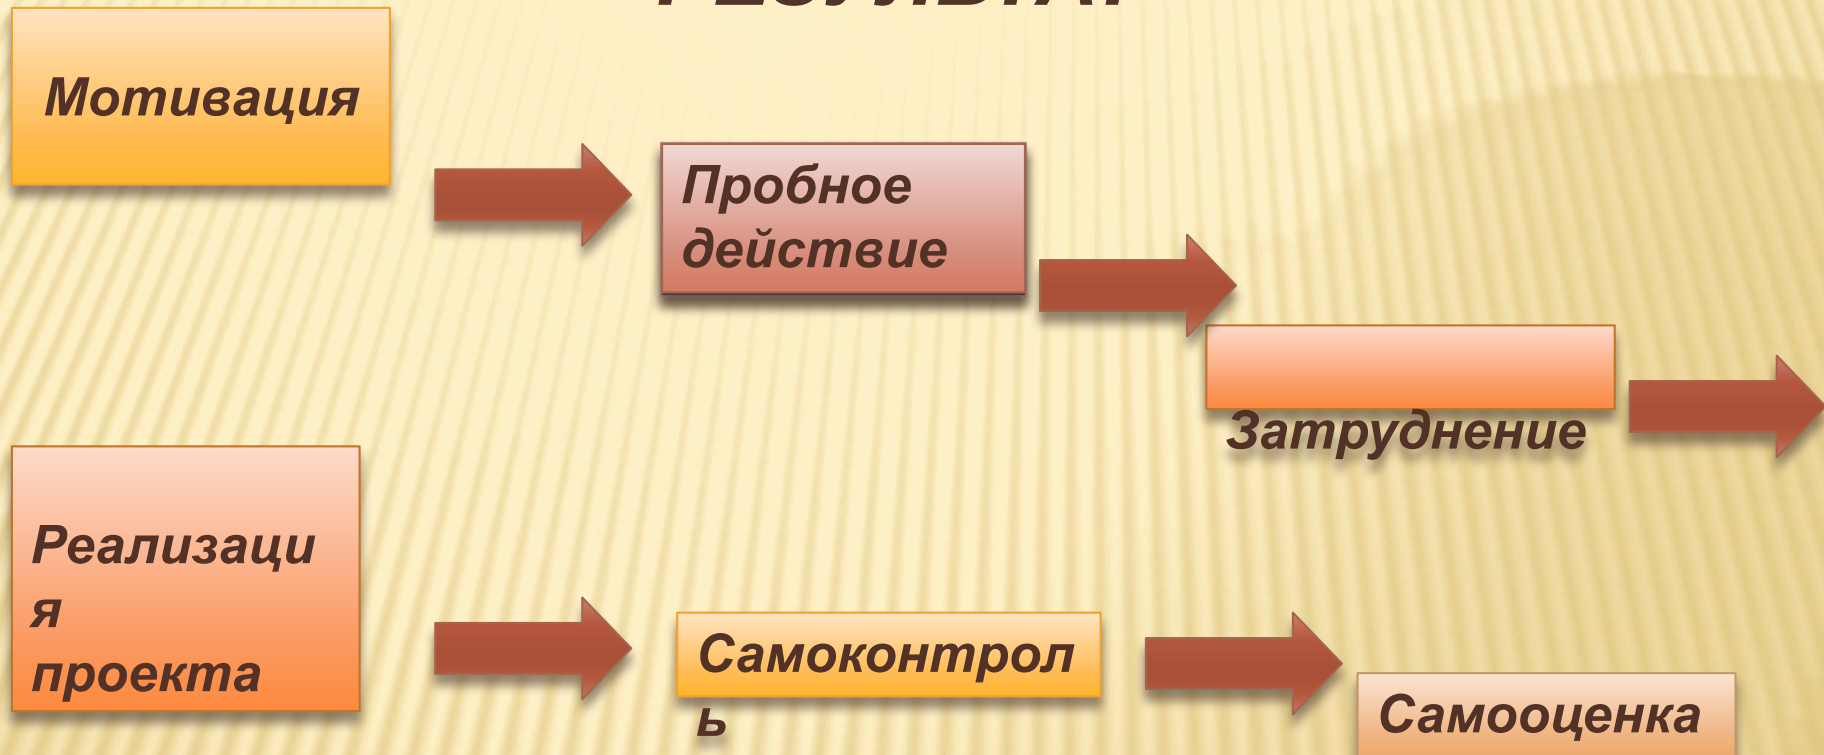 Мотивация
Пробное
действие
Затруднение
Реализаци
я
проекта
Самоконтрол
ь
Самооценка